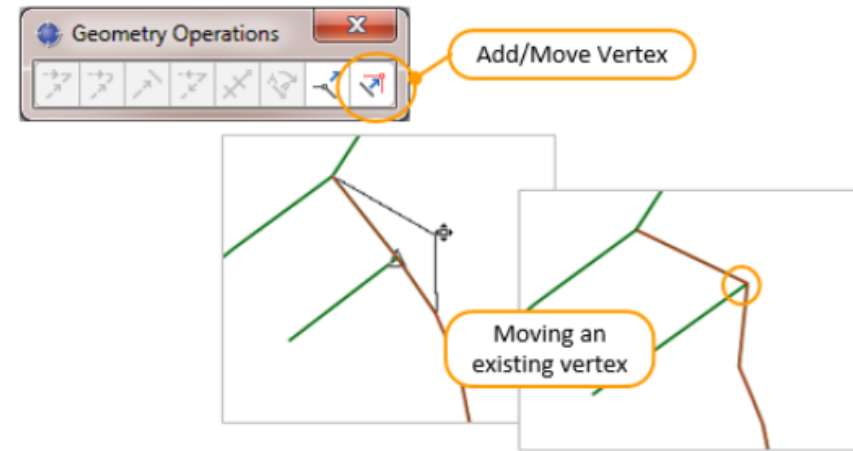 Geometry Operations
Add/Move Vertex
Moving an
existing vertex